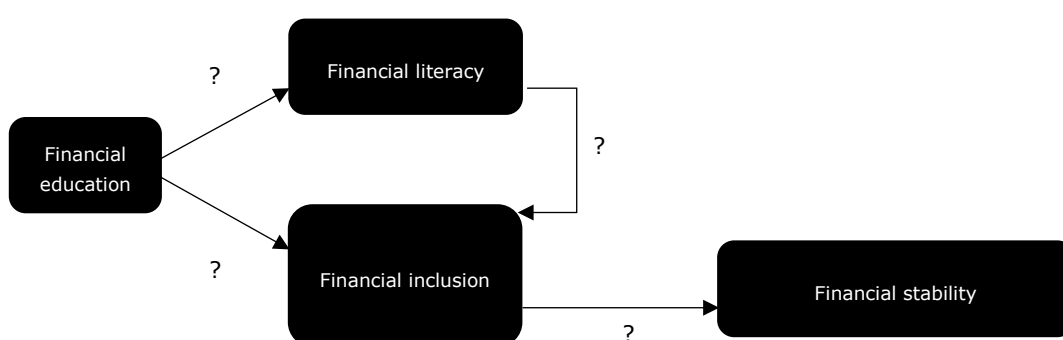 ?
Financial literacy
Financial
education
?
?
Financial inclusion
Financial stability
?